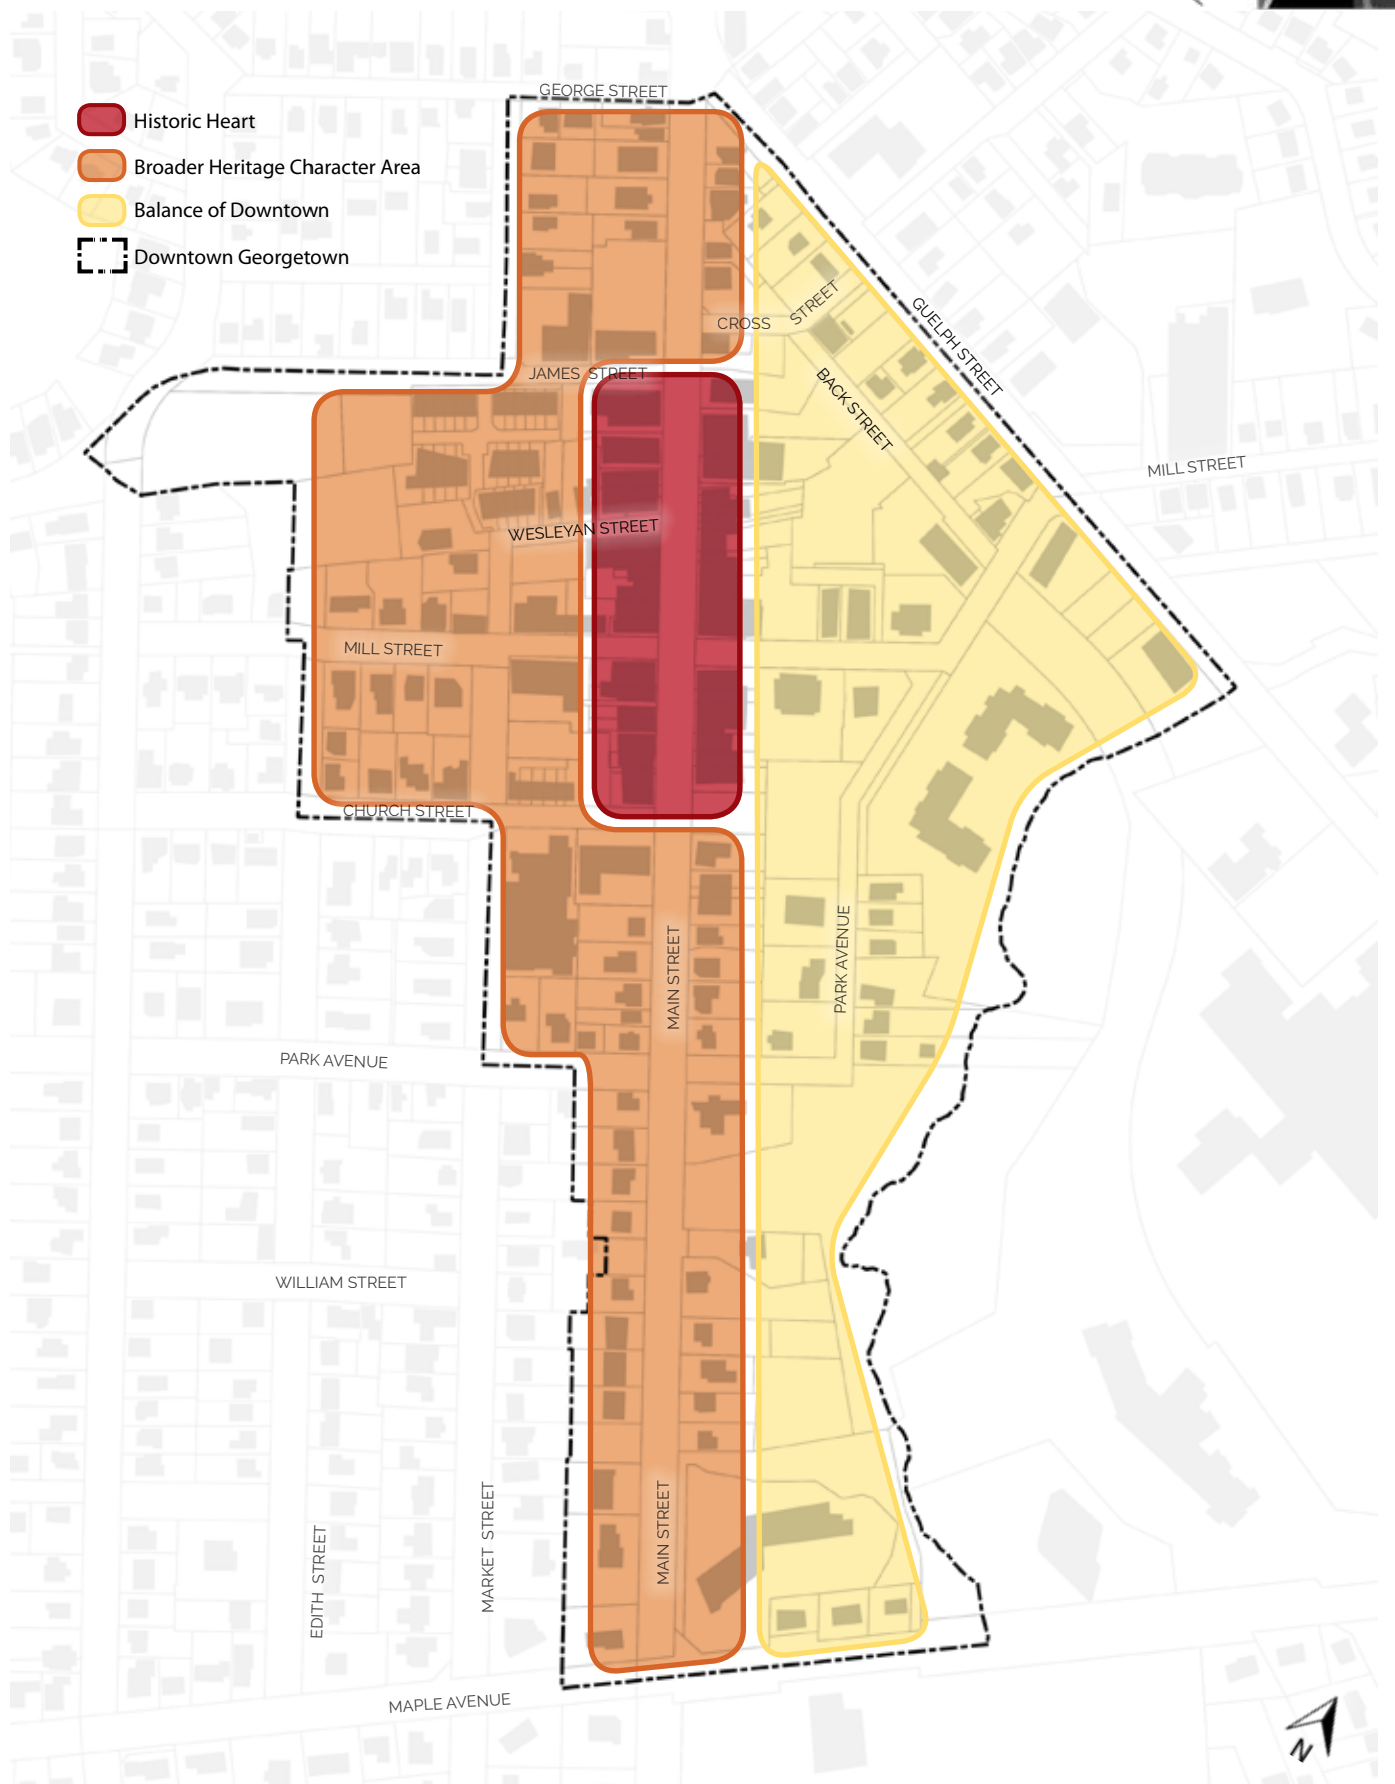 GEORGE STREET
Historic Heart
Broader Heritage Character Area
Balance of Downtown
Downtown Georgetown
CROSS STREET
GUELPH STREET
JAMES STREET
BACK STREET
MILL STREET
WESLEYAN STREET
MILL STREET
CHURCH STREET
MAIN STREET
PARK AVENUE
PARK AVENUE
WILLIAM STREET
MARKET STREET
MAIN STREET
EDITH STREET
MAPLE AVENUE
N